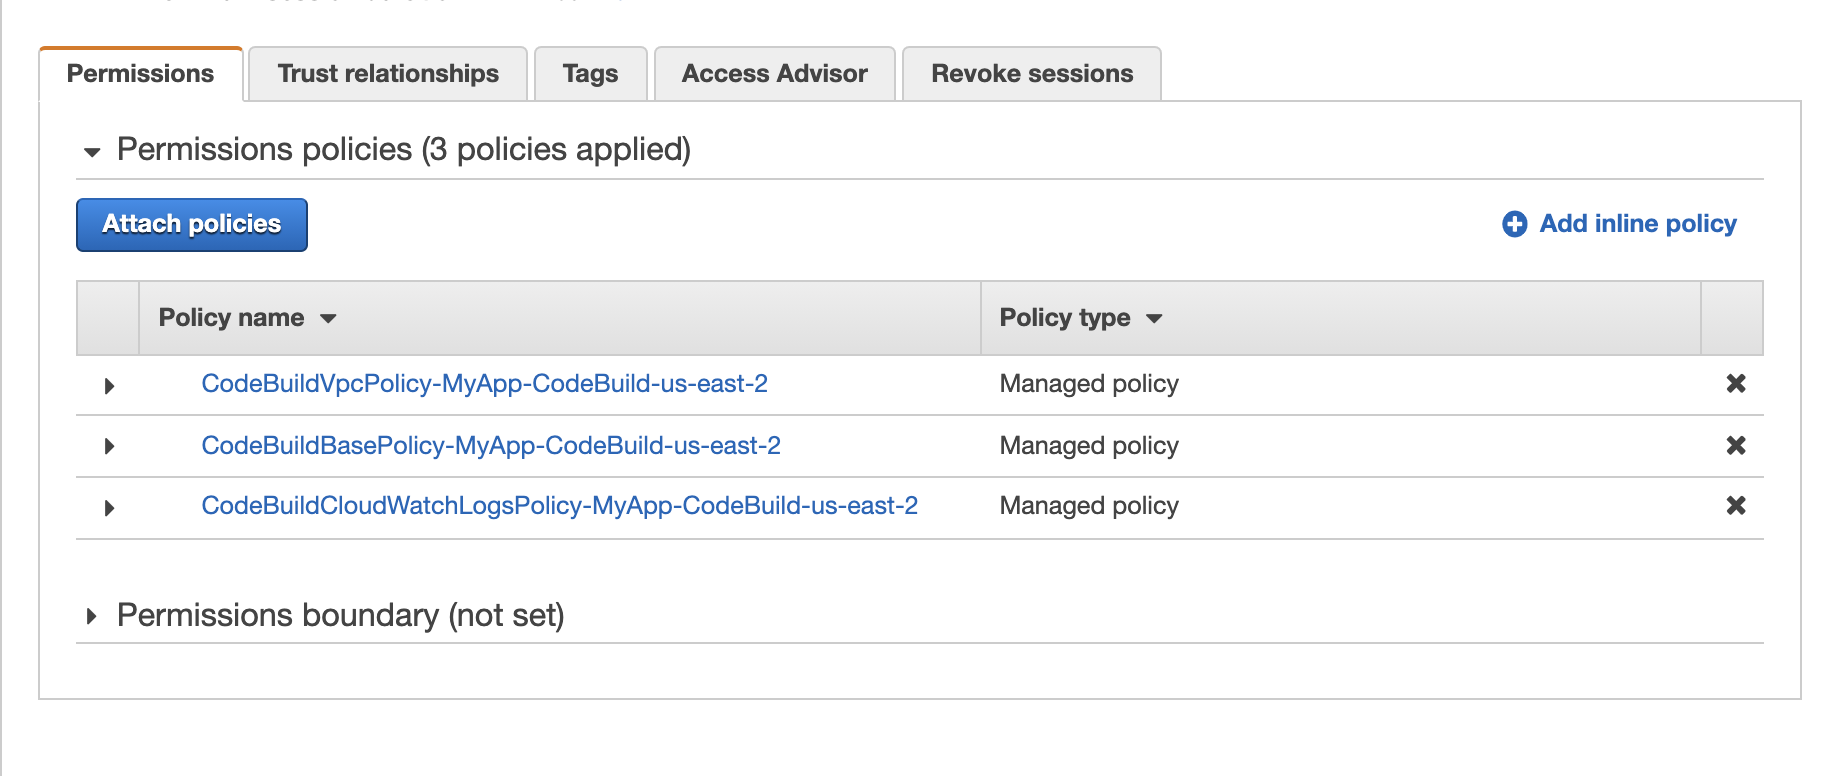 Permissions
Trust relationships
Tags
Access Advisor
Revoke sessions
Permissions policies (3 policies applied)
Attach policies
Add inline policy
Policy name
Policy type
CodeBuildVpcPolicy-MyApp-CodeBuild-us-east-2
Managed policy
CodeBuildBasePolicy-MyApp-CodeBuild-us-east-2
Managed policy
CodeBuildCloudWatchLogsPolicy-MyApp-CodeBuild-us-east-2
Managed policy
Permissions boundary (not set)